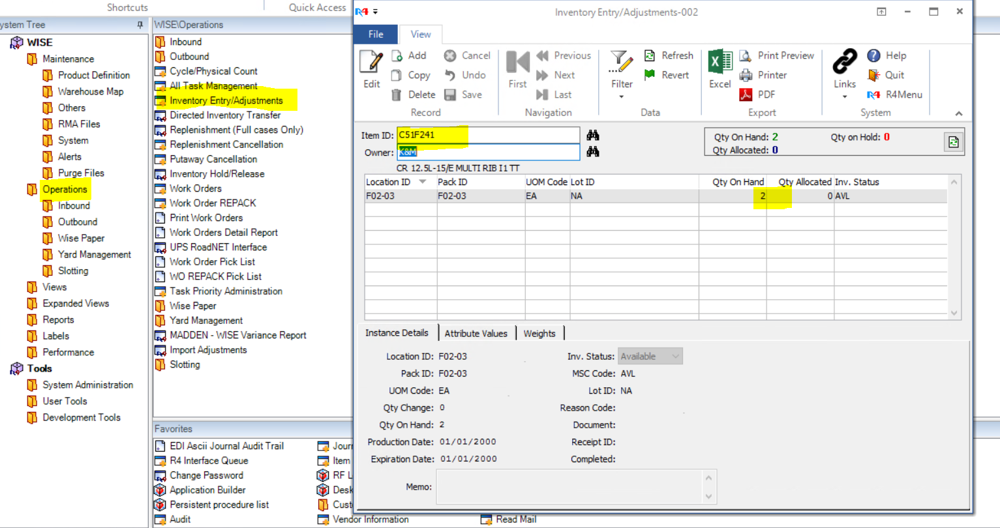 Shortcuts
Quick Access
System Tree
WISE
Maintenance
Product Definition
Warehouse Map
Others
RMA Files
System
Alerts
Purge Files
Operations
Inbound
Outbound
Wise Paper
Yard Management
Slotting
Views
Expanded Views
Reports
Labels
Performance
Tools
System Administration
User Tools
Development Tools
WISE\Operations
Inbound
Outbound
Cycle/Physical Count
All Task Management
Inventory Entry/Adjustments
Directed Inventory Transfer
Replenishment (Full cases Only)
Replenishment Cancellation
Putaway Cancellation
Inventory Hold/Release
Work Orders
Work Order REPACK
Print Work Orders
Work Orders Detail Report
UPS RoadNET Interface
Work Order Pick List
WO REPACK Pick List
Task Priority Administration
Wise Paper
Yard Management
MADDEN - WISE Variance Report
Import Adjustments
Slotting
Favorites
EDI Ascii Journal Audit Trail
R4 Interface Queue
Change Password
Application Builder
Persistent procedure list
Audit
Journ
Item
RF L
Desk
Custo
Vendor Information
Read Mail
R4 Inventory Entry/Adjustments-002
File View
Edit Add Copy Delete Cancel Undo Save
Record
First Previous Next Last
Navigation
Filter Refresh Revert
Data
Excel Print Preview Printer PDF
Export
Links Help Quit R4Menu
System
Item ID: C51F241
Owner: K&M
CR 12.5L-15/E MULTI RIB I1 TT
Qty On Hand: 2 Qty on Hold: 0
Qty Allocated: 0
Location ID Pack ID UOM Code Lot ID Qty On Hand Qty Allocated Inv. Status
F02-03 F02-03 EA NA 2 0 AVL
Instance Details Attribute Values Weights
Location ID: F02-03 Inv. Status: Available
Pack ID: F02-03 MSC Code: AVL
UOM Code: EA Lot ID: NA
Qty Change: 0 Reason Code:
Qty On Hand: 2 Document:
Production Date: 01/01/2000 Receipt ID:
Expiration Date: 01/01/2000 Completed:
Memo: